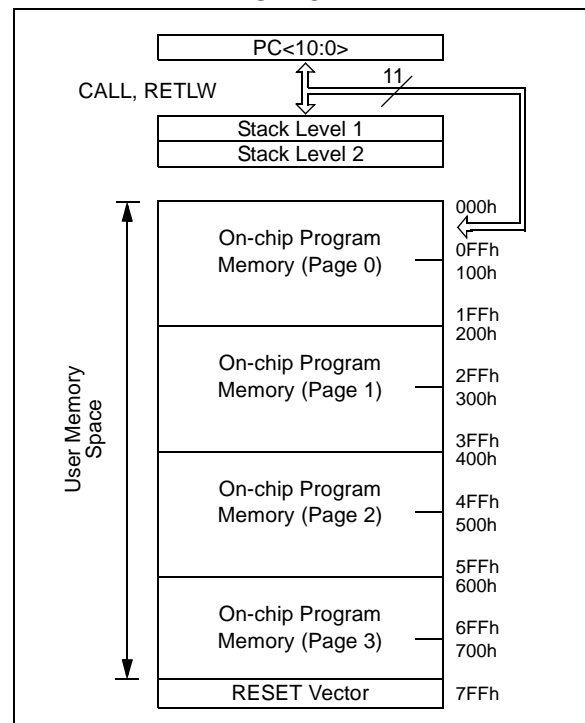 PC<10:0>
CALL, RETLW
11
Stack Level 1
Stack Level 2
000h
On-chip Program
Memory (Page 0)
0FFh
100h
1FFh
200h
On-chip Program
Memory (Page 1)
2FFh
300h
3FFh
400h
User Memory
Space
On-chip Program
Memory (Page 2)
4FFh
500h
5FFh
600h
On-chip Program
Memory (Page 3)
6FFh
700h
RESET Vector
7FFh